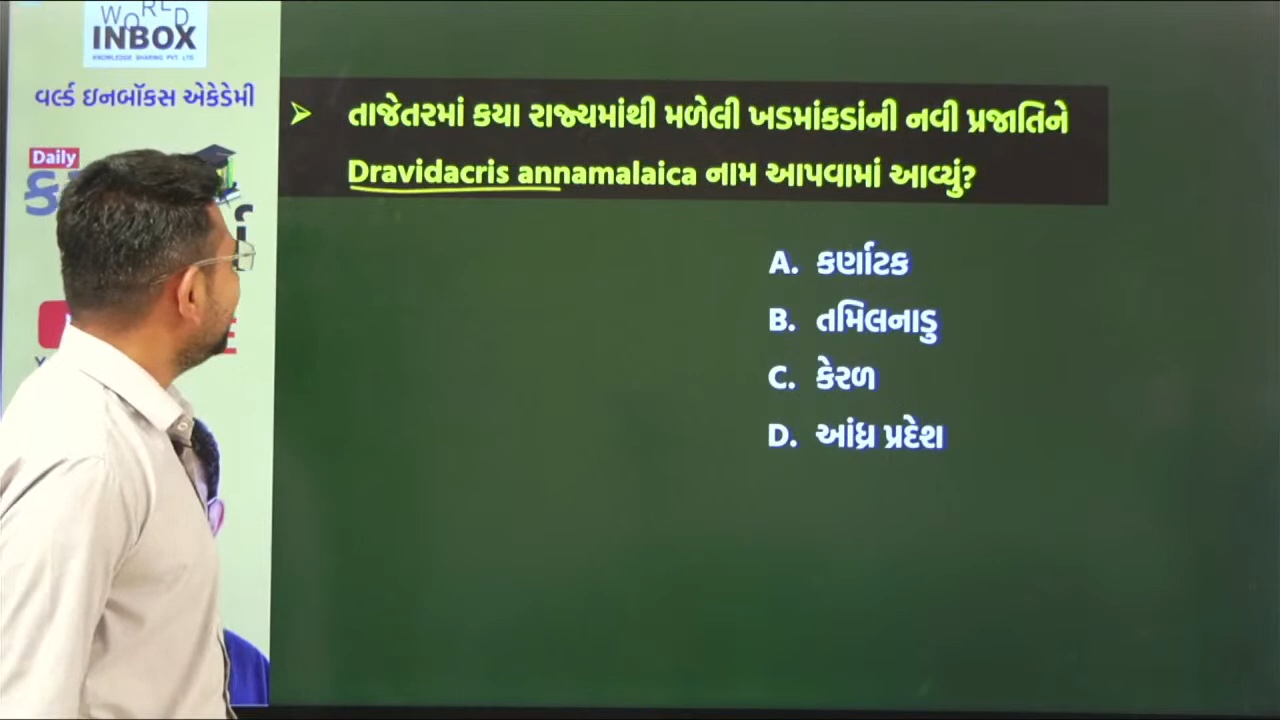 WORLD
INBOX
KNOWLEDGE SHARING PVT. LTD
વર્લ્ડ ઇનબૉક્સ એકેડેમી
Daily
➢ તાજેતરમાં કયા રાજ્યમાંથી મળેલી ખડમાંકડાંની નવી પ્રજાતિને
Dravidacris annamalaica નામ આપવામાં આવ્યું?
A. કર્ણાટક
B. તમિલનાડુ
C. કેરળ
D. આંધ્ર પ્રદેશ